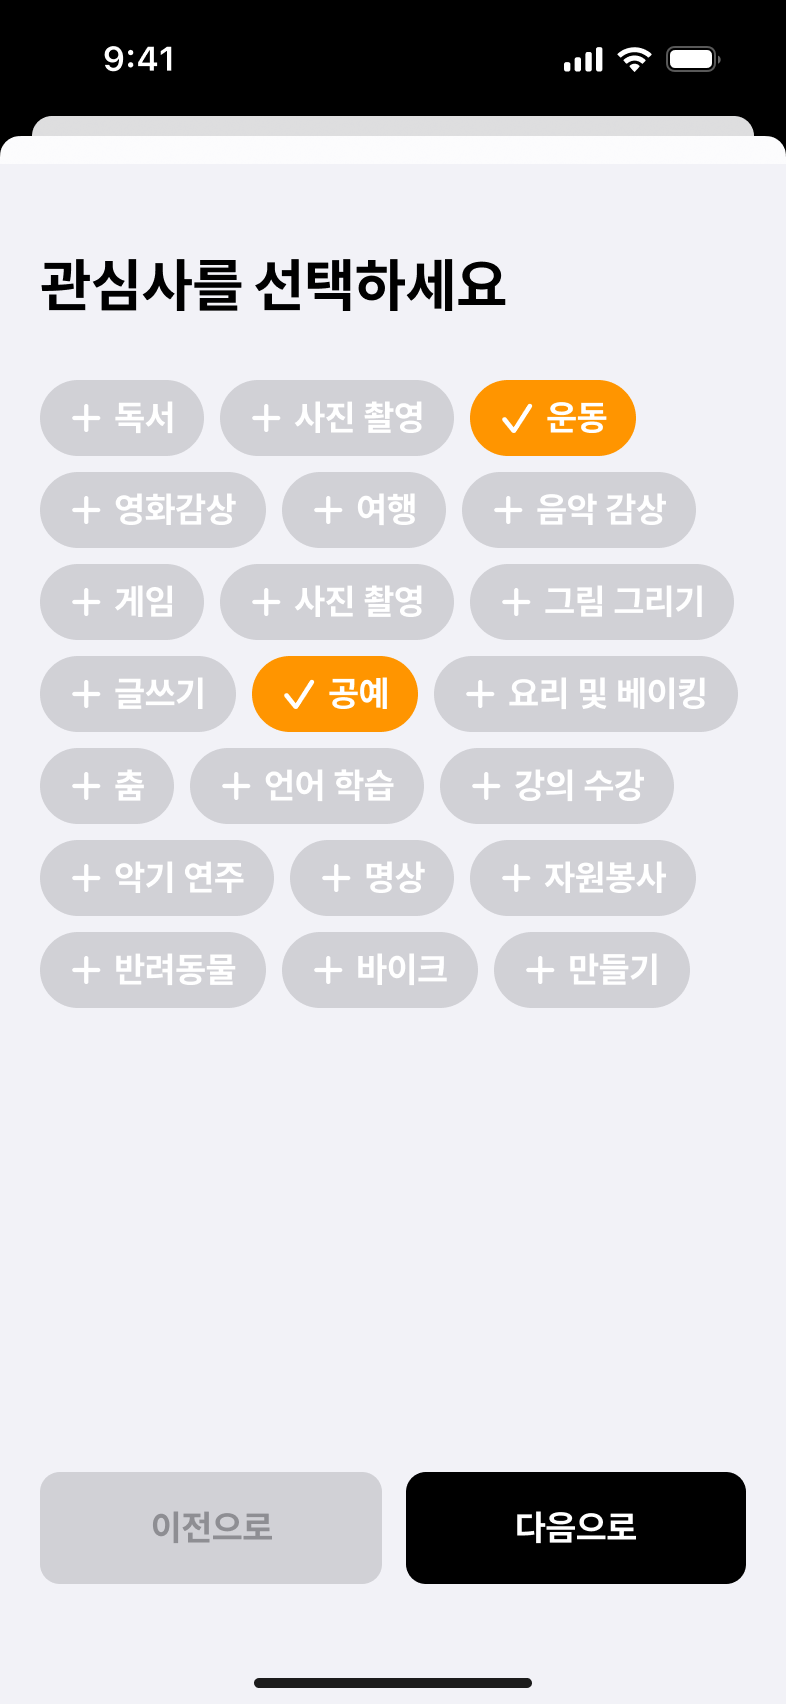 9:41
관심사를 선택하세요
독서 사진 촬영 운동
영화감상 여행 음악 감상
게임 사진 촬영 그림 그리기
글쓰기 공예 요리 및 베이킹
춤 언어 학습 강의 수강
악기 연주 명상 자원봉사
반려동물 바이크 만들기
이전으로 다음으로